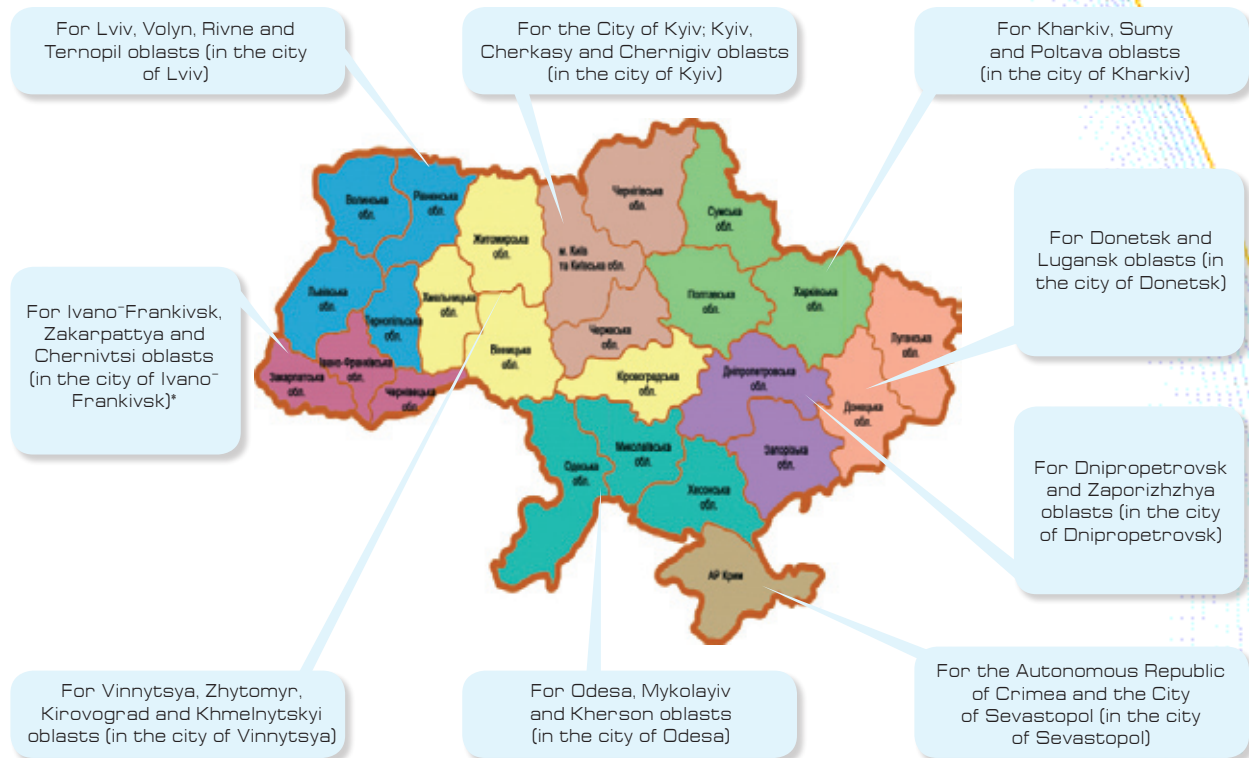 For Lviv, Volyn, Rivne and
Ternopil oblasts (in the city
of Lviv)
For the City of Kyiv; Kyiv,
Cherkasy and Chernigiv oblasts
(in the city of Kyiv)
For Kharkiv, Sumy
and Poltava oblasts
(in the city of Kharkiv)
For Donetsk and
Lugansk oblasts (in
the city of Donetsk)
For Ivano-Frankivsk,
Zakarpattya and
Chernivtsi oblasts
(in the city of Ivano-
Frankivsk)*
For Dnipropetrovsk
and Zaporizhzhya
oblasts (in the city
of Dnipropetrovsk)
For Vinnytsya, Zhytomyr,
Kirovograd and Khmelnytskyi
oblasts (in the city of Vinnytsya)
For Odesa, Mykolayiv
and Kherson oblasts
(in the city of Odesa)
For the Autonomous Republic
of Crimea and the City
of Sevastopol (in the city
of Sevastopol)
Волинська
обл.
Рівненська
обл.
Житомирська
обл.
м. Київ
та Київська обл.
Чернігівська
обл.
Сумська
обл.
Львівська
обл.
Тернопільська
обл.
Хмельницька
обл.
Вінницька
обл.
Черкаська
обл.
Полтавська
обл.
Харківська
обл.
Луганська
обл.
Закарпатська
обл.
Івано-Франківська
обл.
Чернівецька
обл.
Кіровоградська
обл.
Дніпропетровська
обл.
Донецька
обл.
Одеська
обл.
Миколаївська
обл.
Херсонська
обл.
Запорізька
обл.
АР Крим